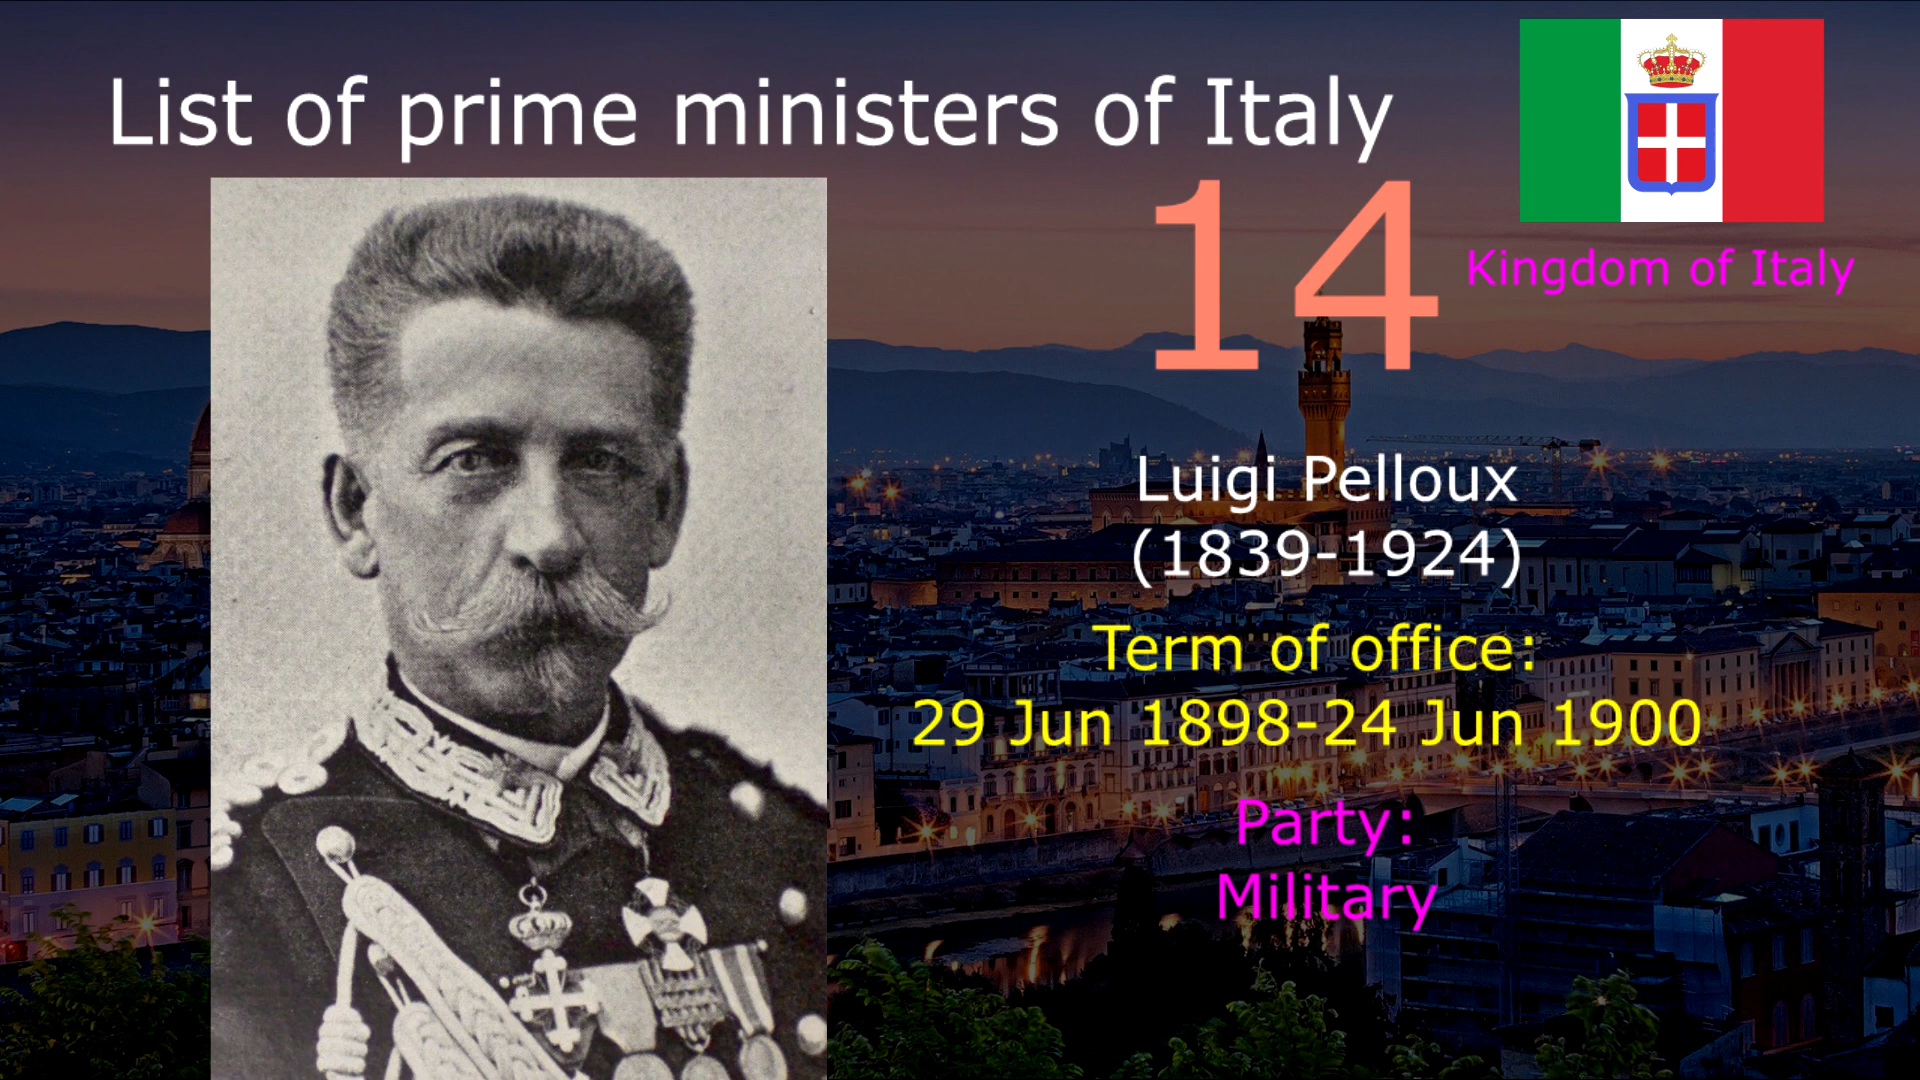 List of prime ministers of Italy
14
Kingdom of Italy
Luigi Pelloux
(1839-1924)
Term of office:
29 Jun 1898-24 Jun 1900
Party:
Military